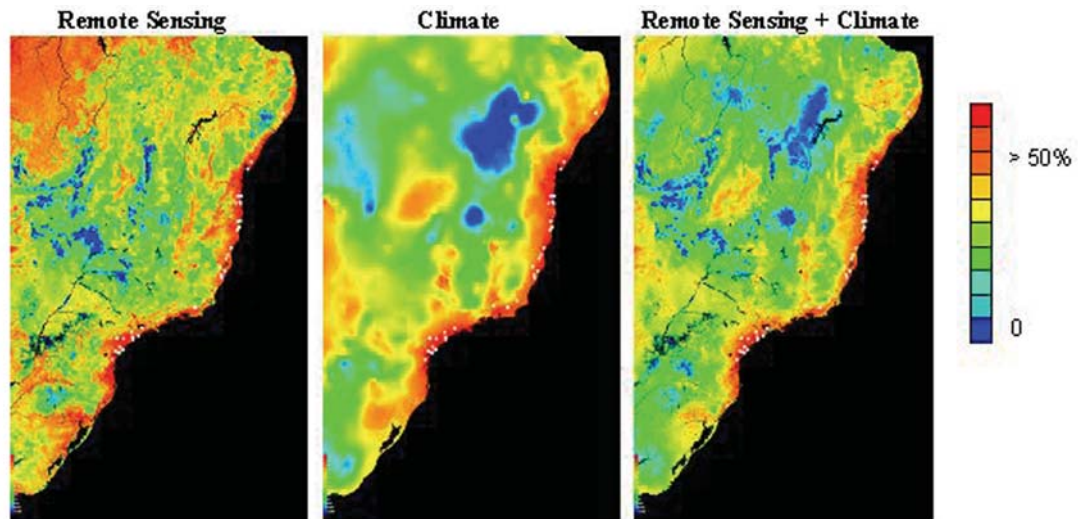 Remote Sensing
Climate
Remote Sensing + Climate
> 50%
0